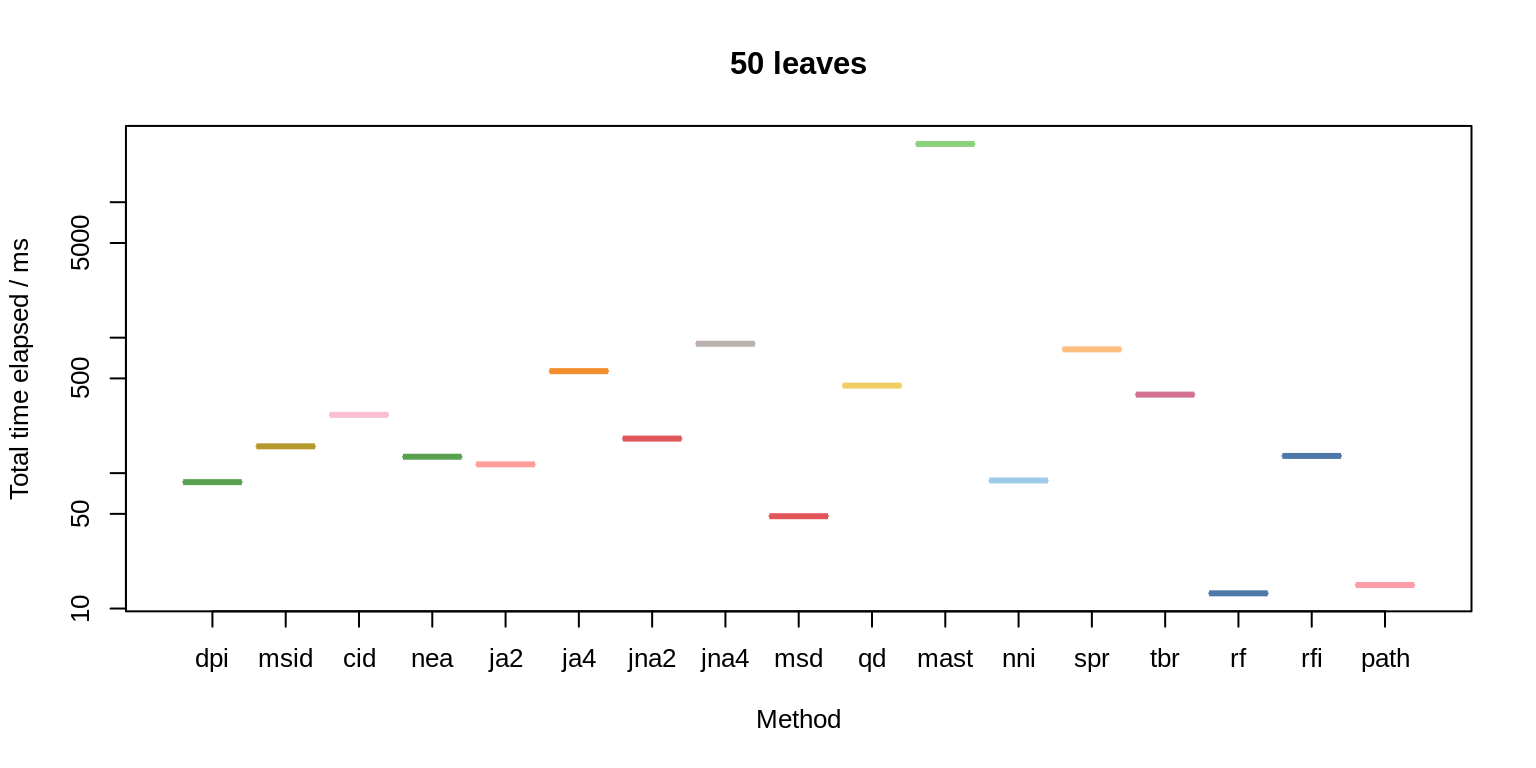 50 leaves
Total time elapsed / ms
5000
500
50
10
dpi msid cid nea ja2 ja4 jna2 jna4 msd qd mast nni spr tbr rf rfi path
Method